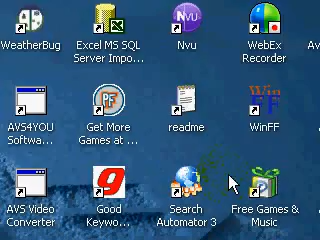 WeatherBug
Excel MS SQL
Server Impo...
Nvu
WebEx
Recorder
Av
AVS4YOU
Softwa...
Get More
Games at ...
readme
WinFF
AVS Video
Converter
Good
Keywo...
Search
Automator 3
Free Games &
Music